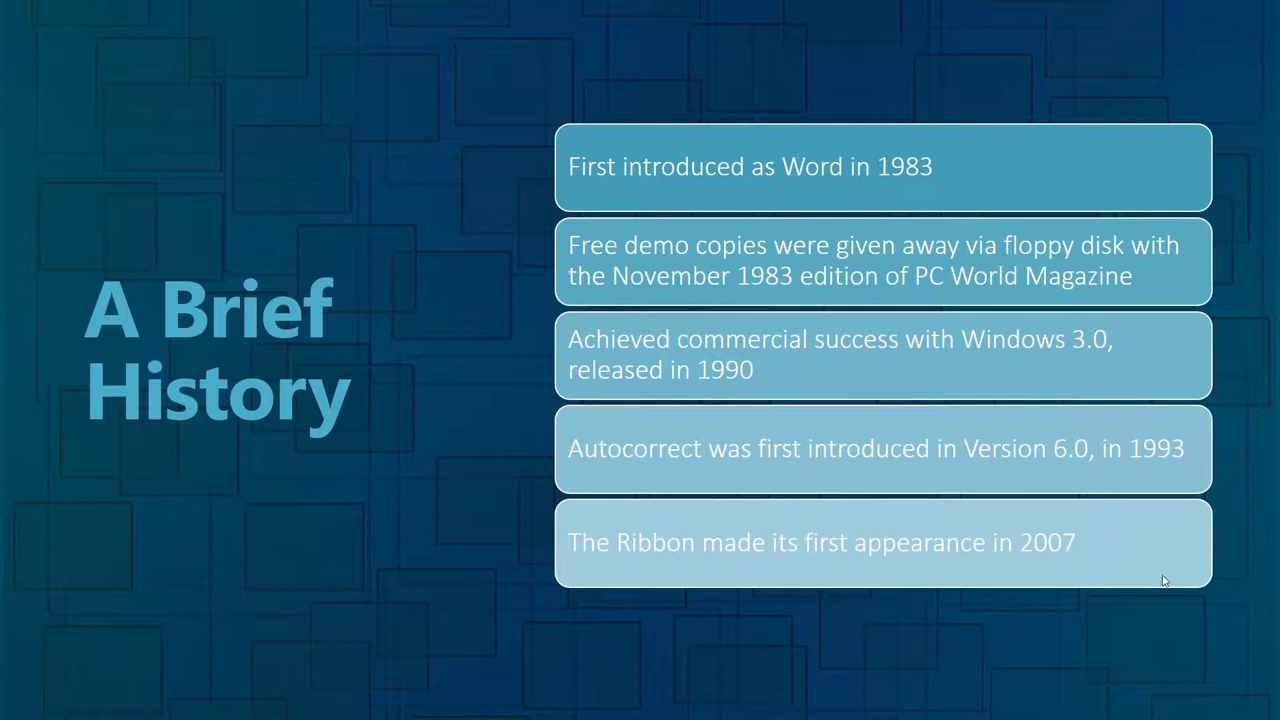 A Brief
History
First introduced as Word in 1983
Free demo copies were given away via floppy disk with
the November 1983 edition of PC World Magazine
Achieved commercial success with Windows 3.0,
released in 1990
Autocorrect was first introduced in Version 6.0, in 1993
The Ribbon made its first appearance in 2007